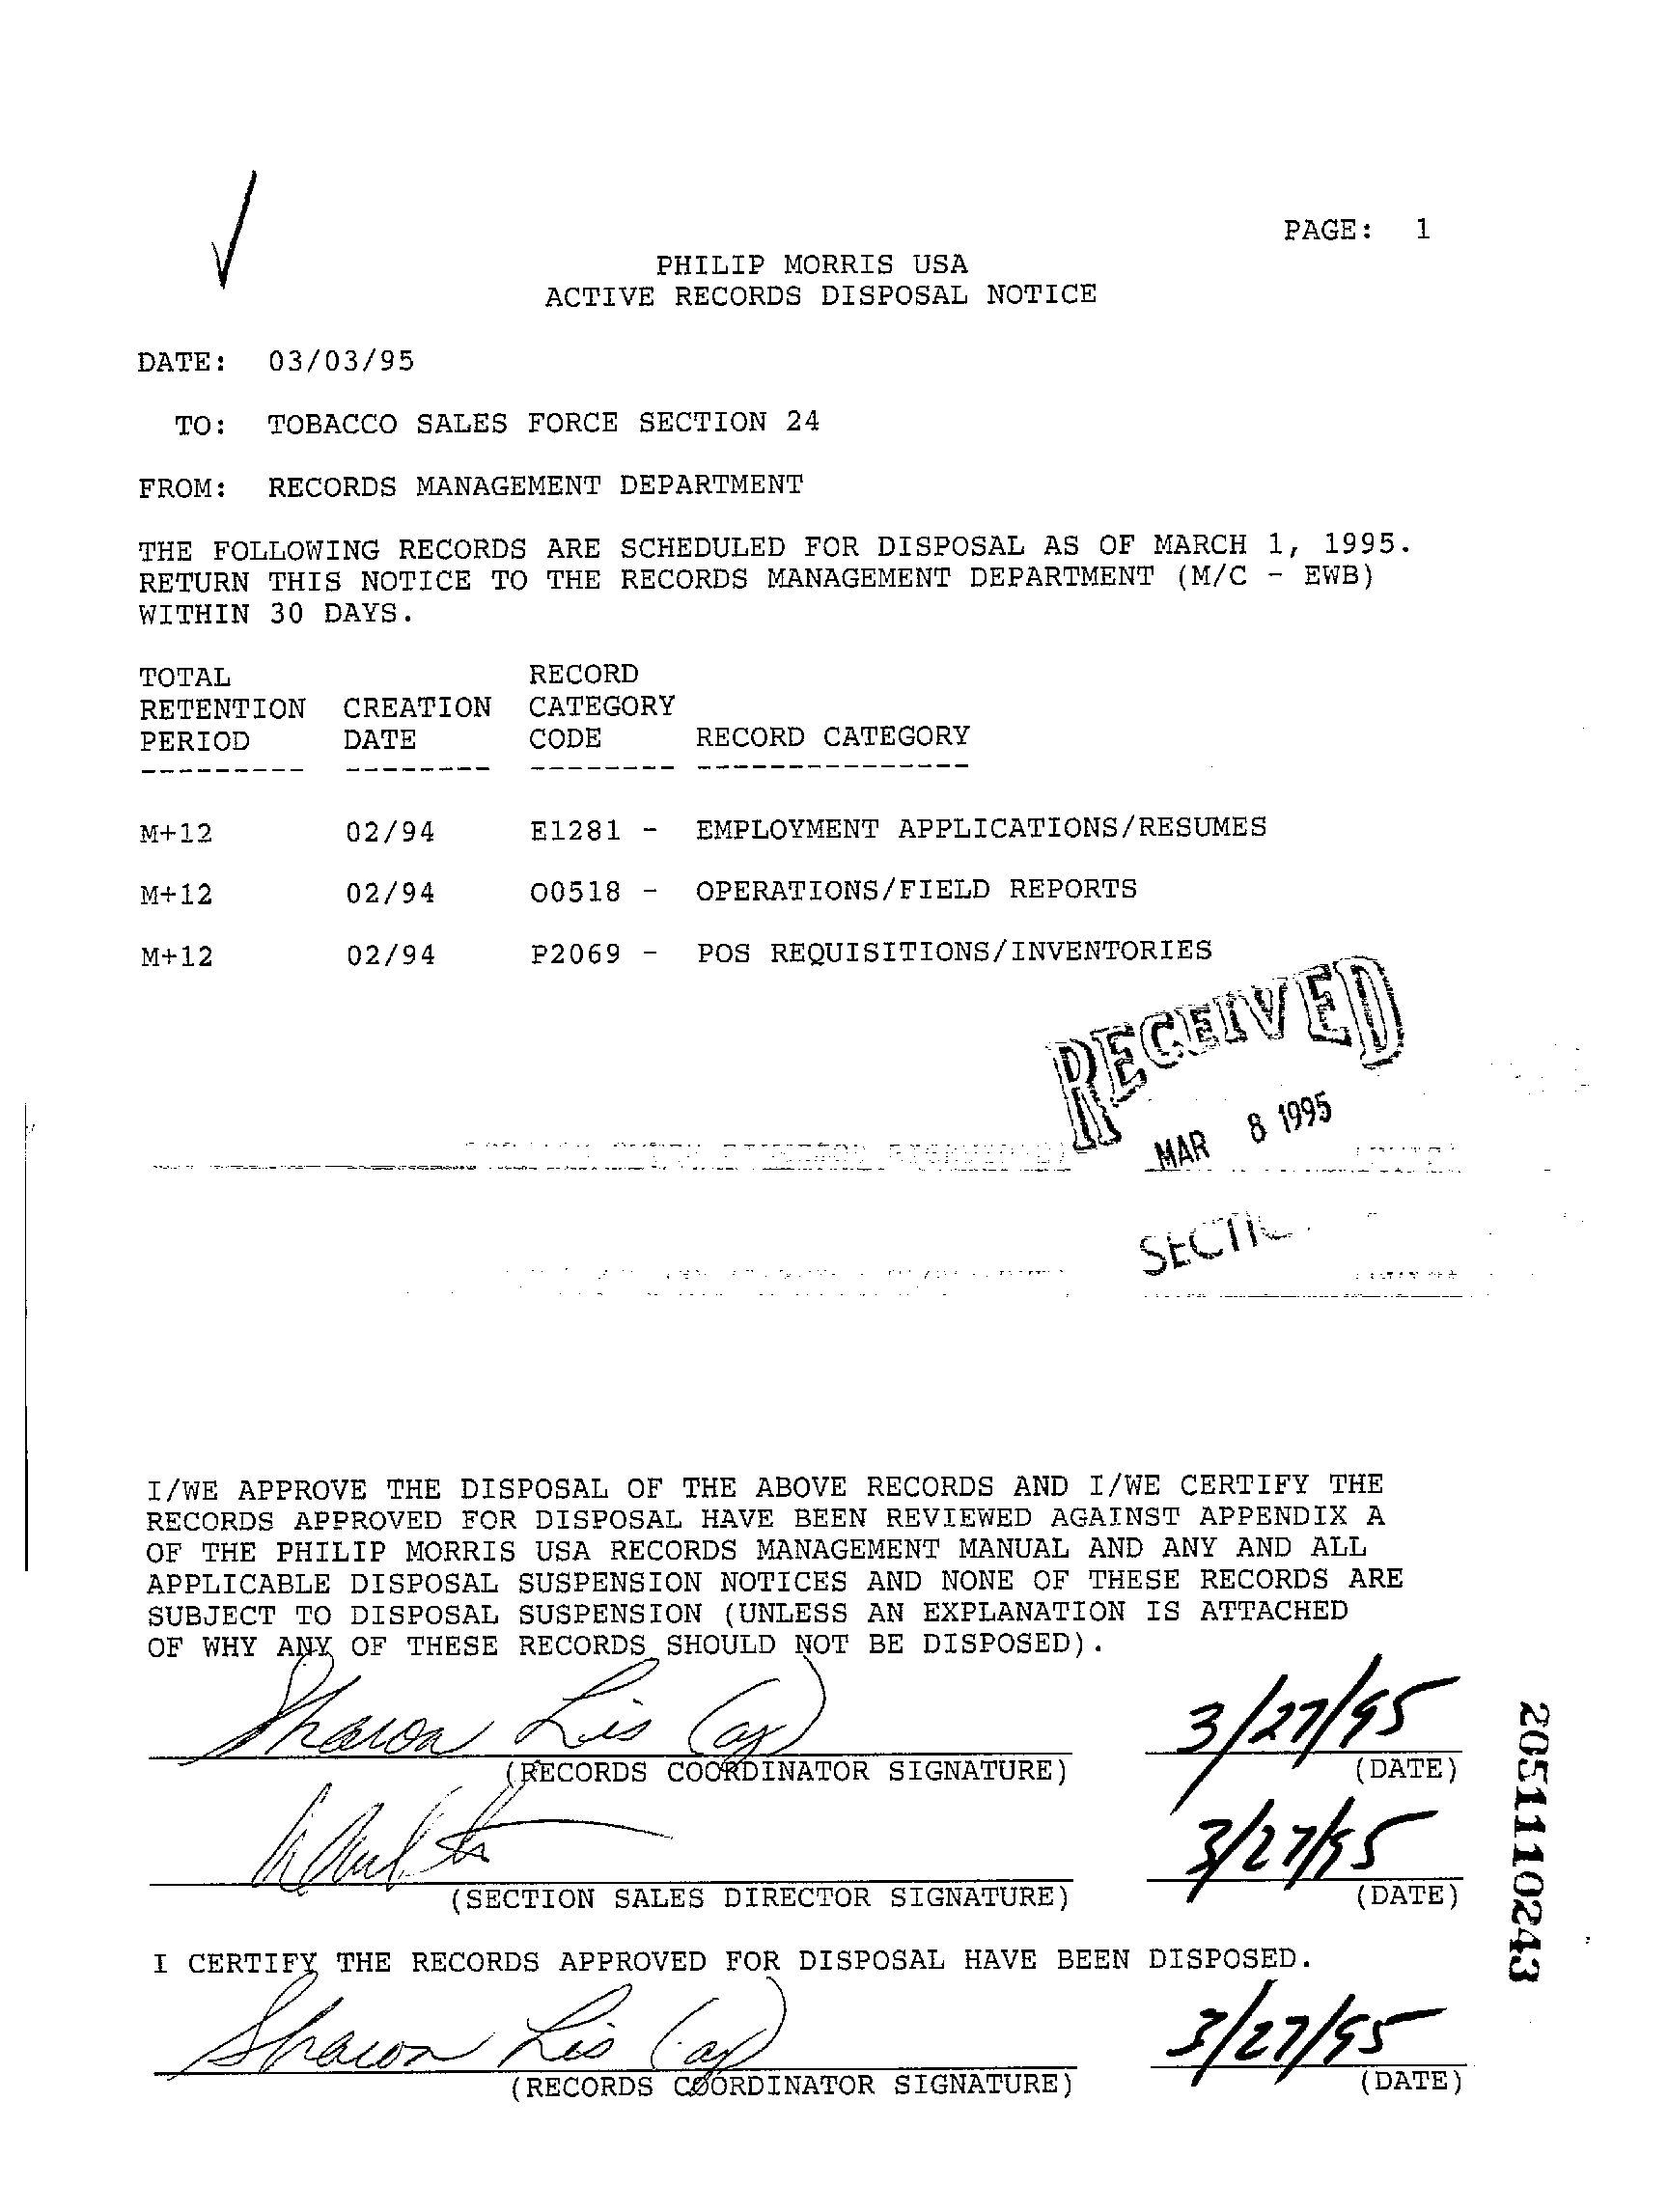 PAGE: 1
PHILIP MORRIS USA
ACTIVE RECORDS DISPOSAL NOTICE
DATE: 03/03/95
TO: TOBACCO SALES FORCE SECTION 24
FROM: RECORDS MANAGEMENT DEPARTMENT
THE FOLLOWING RECORDS ARE SCHEDULED FOR DISPOSAL AS OF MARCH 1, 1995.
RETURN THIS NOTICE TO THE RECORDS MANAGEMENT DEPARTMENT (M/C - EWB)
WITHIN 30 DAYS.
TOTAL RECORD
RETENTION CREATION CATEGORY
PERIOD DATE CODE RECORD CATEGORY
M+12 02/94 E1281 - EMPLOYMENT APPLICATIONS/RESUMES
M+12 02/94 O0518 - OPERATIONS/FIELD REPORTS
M+12 02/94 P2069 - POS REQUISITIONS/INVENTORIES
RECEIVED
MAR 8 1995
I/WE APPROVE THE DISPOSAL OF THE ABOVE RECORDS AND I/WE CERTIFY THE
RECORDS APPROVED FOR DISPOSAL HAVE BEEN REVIEWED AGAINST APPENDIX A
OF THE PHILIP MORRIS USA RECORDS MANAGEMENT MANUAL AND ANY AND ALL
APPLICABLE DISPOSAL SUSPENSION NOTICES AND NONE OF THESE RECORDS ARE
SUBJECT TO DISPOSAL SUSPENSION (UNLESS AN EXPLANATION IS ATTACHED
OF WHY ANY OF THESE RECORDS SHOULD NOT BE DISPOSED).
Sharon Lis 3/27/95
(RECORDS COORDINATOR SIGNATURE) (DATE)
3/27/95
(SECTION SALES DIRECTOR SIGNATURE) (DATE)
I CERTIFY THE RECORDS APPROVED FOR DISPOSAL HAVE BEEN DISPOSED.
Sharon Lis 3/27/95
(RECORDS COORDINATOR SIGNATURE) (DATE)
2051110243